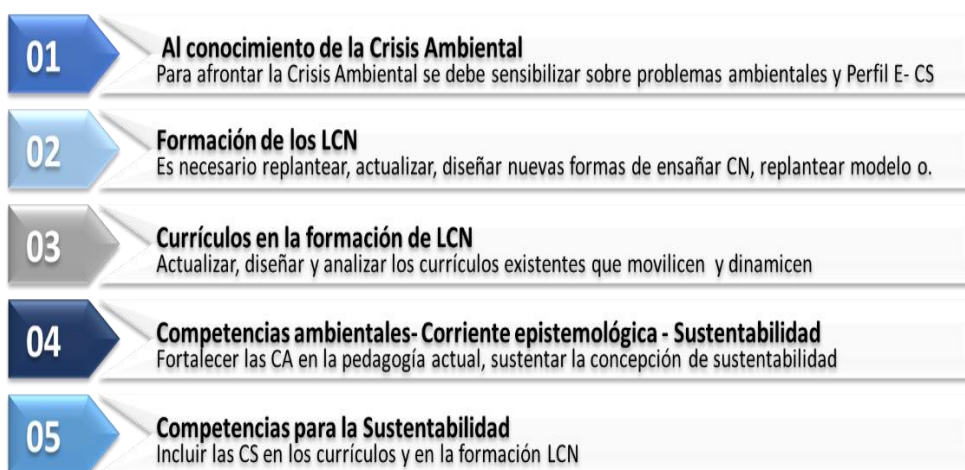 01
Al conocimiento de la Crisis Ambiental
Para afrontar la Crisis Ambiental se debe sensibilizar sobre problemas ambientales y Perfil E- CS
02
Formación de los LCN
Es necesario replantear, actualizar, diseñar nuevas formas de ensañar CN, replantear modelo o.
03
Currículos en la formación de LCN
Actualizar, diseñar y analizar los currículos existentes que movilicen y dinamicen
04
Competencias ambientales- Corriente epistemológica - Sustentabilidad
Fortalecer las CA en la pedagogía actual, sustentar la concepción de sustentabilidad
05
Competencias para la Sustentabilidad
Incluir las CS en los currículos y en la formación LCN